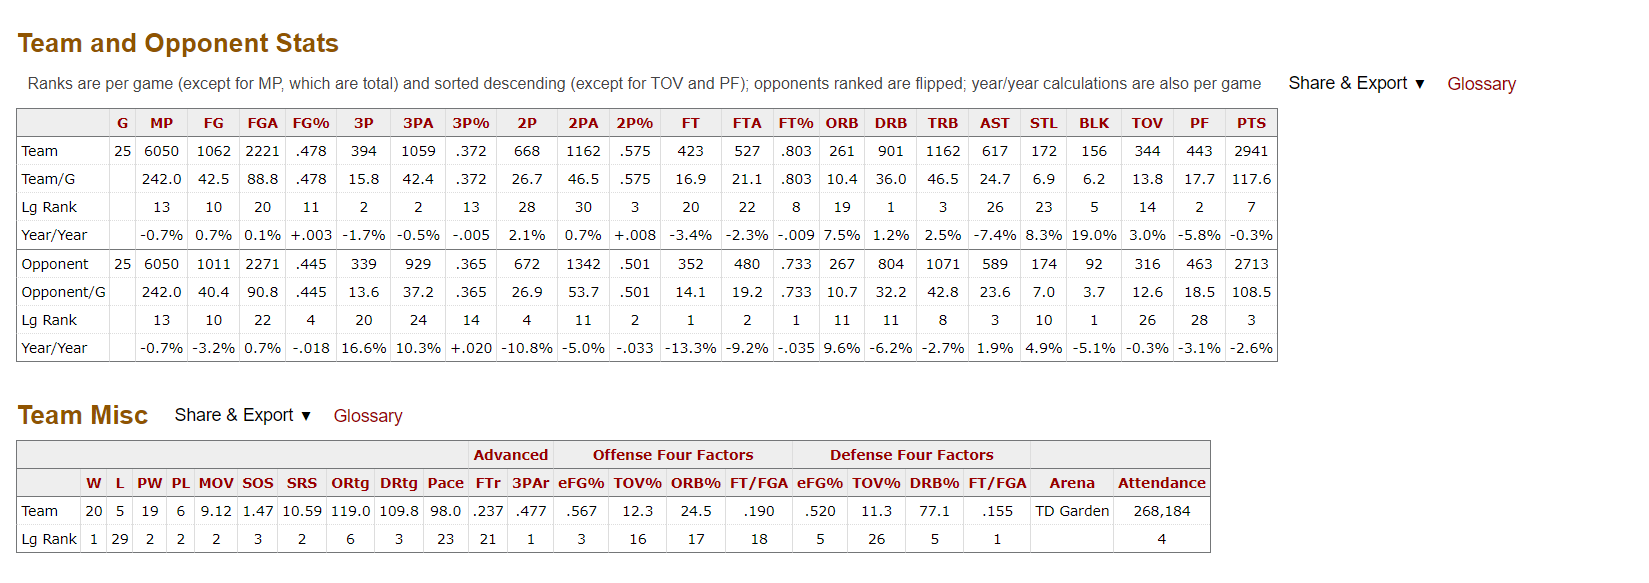 Team and Opponent Stats
Ranks are per game (except for MP, which are total) and sorted descending (except for TOV and PF); opponents ranked are flipped; year/year calculations are also per game Share & Export ▼ Glossary
G MP FG FGA FG% 3P 3PA 3P% 2P 2PA 2P% FT FTA FT% ORB DRB TRB AST STL BLK TOV PF PTS
Team 25 6050 1062 2221 .478 394 1059 .372 668 1162 .575 423 527 .803 261 901 1162 617 172 156 344 443 2941
Team/G 242.0 42.5 88.8 .478 15.8 42.4 .372 26.7 46.5 .575 16.9 21.1 .803 10.4 36.0 46.5 24.7 6.9 6.2 13.8 17.7 117.6
Lg Rank 13 10 20 11 2 2 13 28 30 3 20 22 8 19 1 3 26 23 5 14 2 7
Year/Year -0.7% 0.7% 0.1% +.003 -1.7% -0.5% -.005 2.1% 0.7% +.008 -3.4% -2.3% -.009 7.5% 1.2% 2.5% -7.4% 8.3% 19.0% 3.0% -5.8% -0.3%
Opponent 25 6050 1011 2271 .445 339 929 .365 672 1342 .501 352 480 .733 267 804 1071 589 174 92 316 463 2713
Opponent/G 242.0 40.4 90.8 .445 13.6 37.2 .365 26.9 53.7 .501 14.1 19.2 .733 10.7 32.2 42.8 23.6 7.0 3.7 12.6 18.5 108.5
Lg Rank 13 10 22 4 20 24 14 4 11 2 1 2 1 11 11 8 3 10 1 26 28 3
Year/Year -0.7% -3.2% 0.7% -.018 16.6% 10.3% +.020 -10.8% -5.0% -.033 -13.3% -9.2% -.035 9.6% -6.2% -2.7% 1.9% 4.9% -5.1% -0.3% -3.1% -2.6%
Team Misc Share & Export ▼ Glossary
Advanced Offense Four Factors Defense Four Factors
W L PW PL MOV SOS SRS ORtg DRtg Pace FTr 3PAr eFG% TOV% ORB% FT/FGA eFG% TOV% DRB% FT/FGA Arena Attendance
Team 20 5 19 6 9.12 1.47 10.59 119.0 109.8 98.0 .237 .477 .567 12.3 24.5 .190 .520 11.3 77.1 .155 TD Garden 268,184
Lg Rank 1 29 2 2 2 3 2 6 3 23 21 1 3 16 17 18 5 26 5 1 4